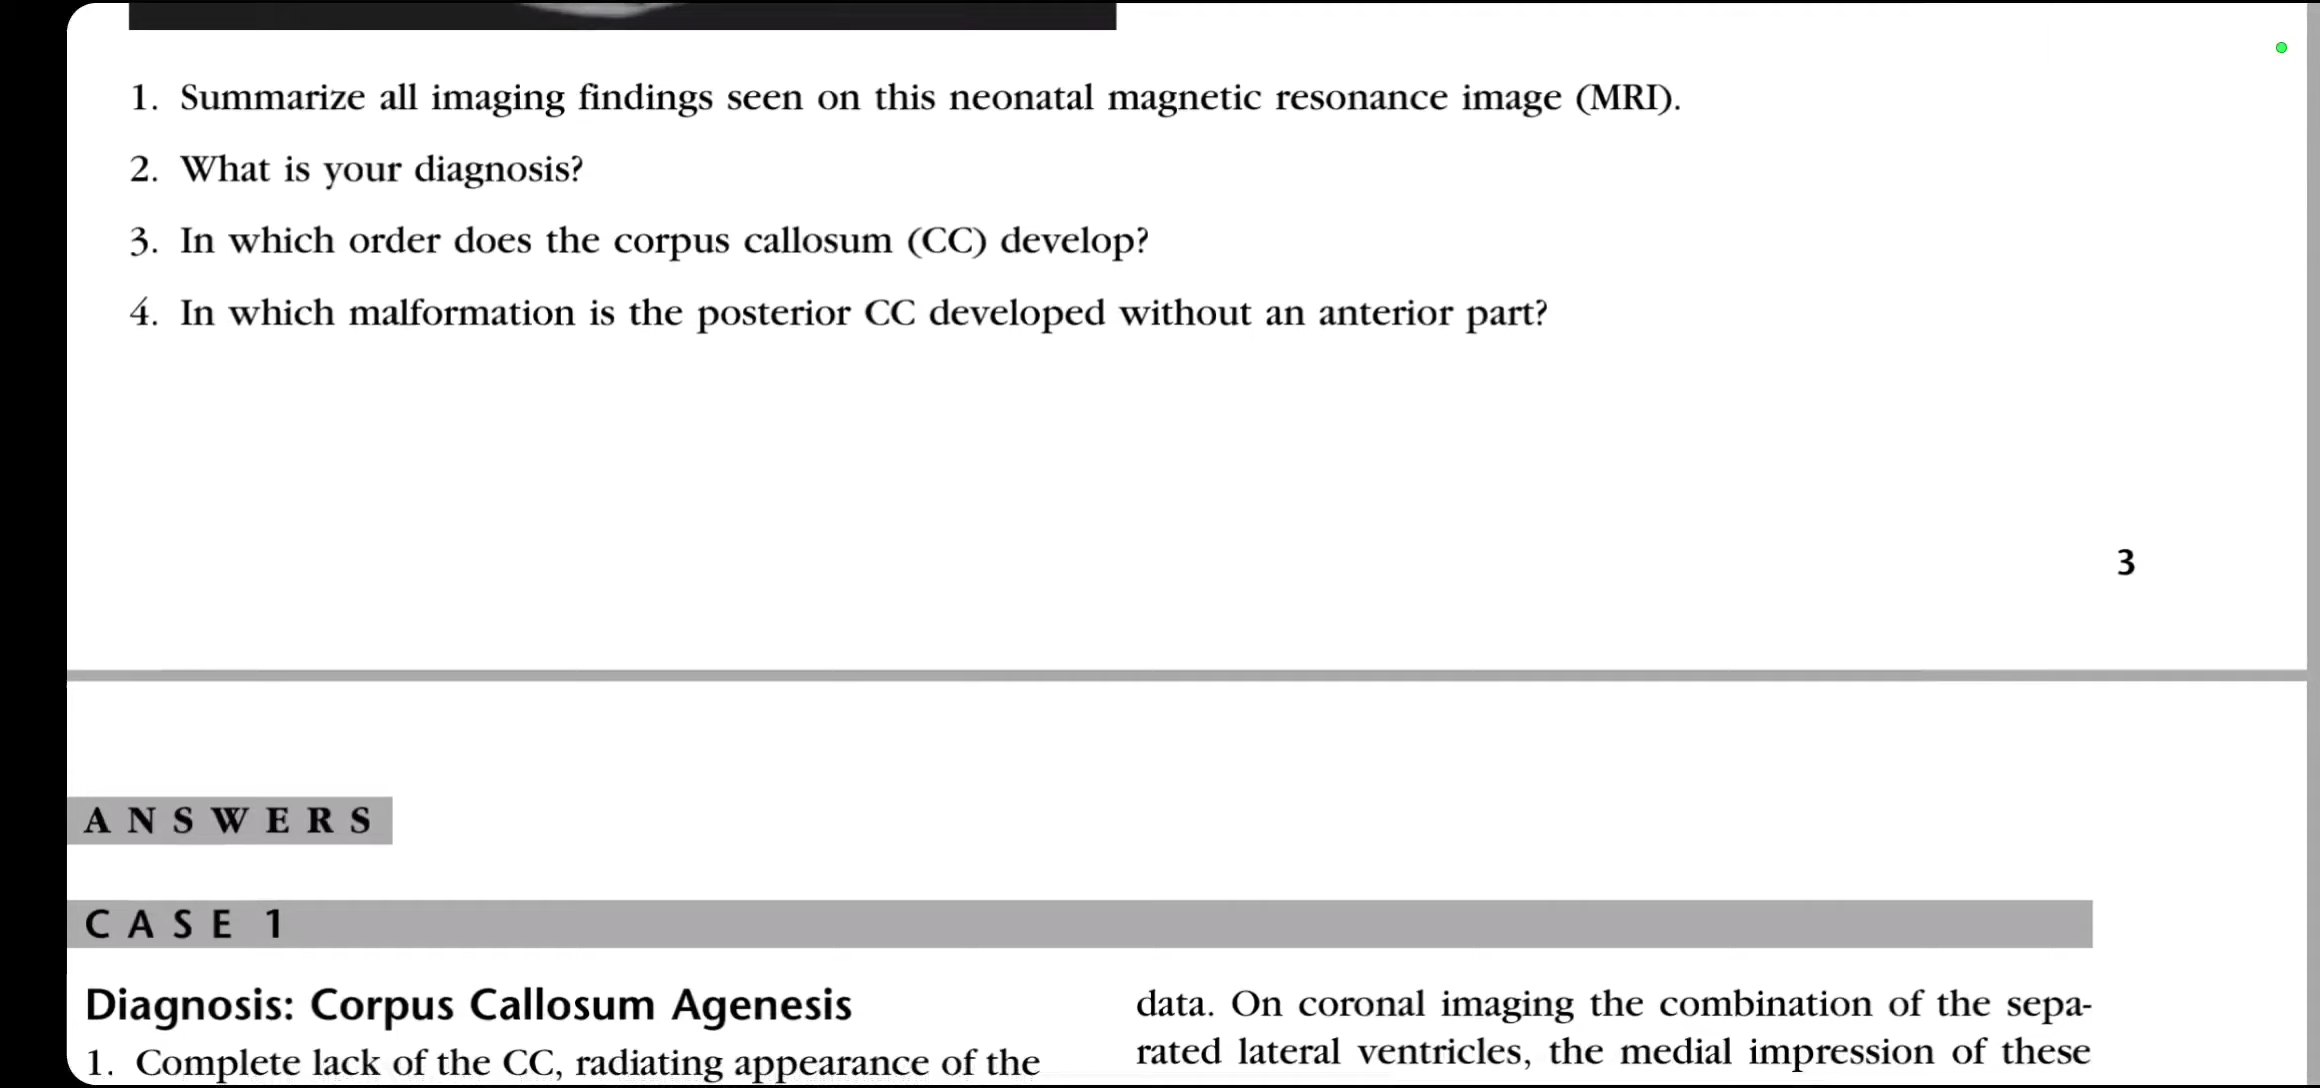 1. Summarize all imaging findings seen on this neonatal magnetic resonance image (MRI).
2. What is your diagnosis?
3. In which order does the corpus callosum (CC) develop?
4. In which malformation is the posterior CC developed without an anterior part?
3
ANSWERS
CASE 1
Diagnosis: Corpus Callosum Agenesis
1. Complete lack of the CC, radiating appearance of the
data. On coronal imaging the combination of the sepa-
rated lateral ventricles, the medial impression of these